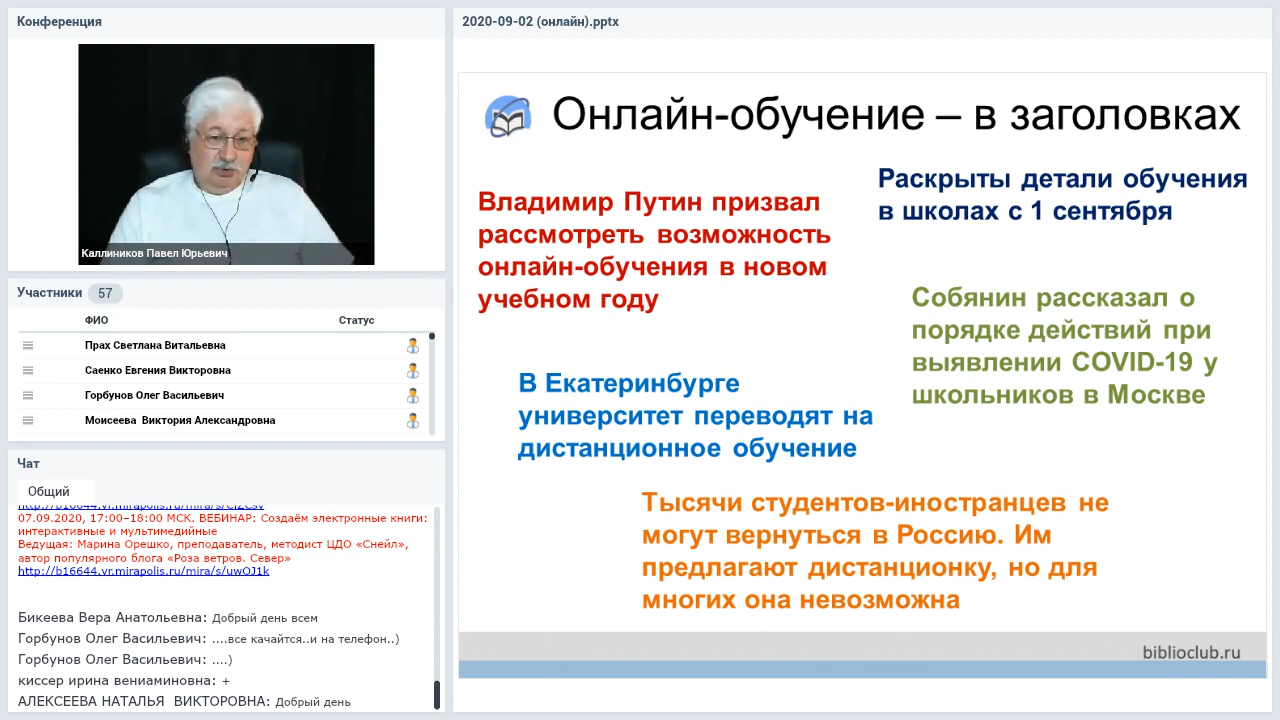 Конференция
Каллиников Павел Юрьевич
Участники 57
ФИО Статус
Прах Светлана Витальевна
Саенко Евгения Викторовна
Горбунов Олег Васильевич
Моисеева Виктория Александровна
Чат
Общий
http://b16644.vr.mirapolis.ru/mira/s/CIZCsv
07.09.2020, 17:00–18:00 МСК. ВЕБИНАР: Создаём электронные книги:
интерактивные и мультимедийные
Ведущая: Марина Орешко, преподаватель, методист ЦДО «Снейл»,
автор популярного блога «Роза ветров. Север»
http://b16644.vr.mirapolis.ru/mira/s/uwOJ1k
Бикеева Вера Анатольевна: Добрый день всем
Горбунов Олег Васильевич: ....все качайтся..и на телефон..)
Горбунов Олег Васильевич: ....)
киссер ирина вениаминовна: +
АЛЕКСЕЕВА НАТАЛЬЯ ВИКТОРОВНА: Добрый день
2020-09-02 (онлайн).pptx
Онлайн-обучение – в заголовках
Владимир Путин призвал
рассмотреть возможность
онлайн-обучения в новом
учебном году
Раскрыты детали обучения
в школах с 1 сентября
Собянин рассказал о
порядке действий при
выявлении COVID-19 у
школьников в Москве
В Екатеринбурге
университет переводят на
дистанционное обучение
Тысячи студентов-иностранцев не
могут вернуться в Россию. Им
предлагают дистанционку, но для
многих она невозможна
biblioclub.ru